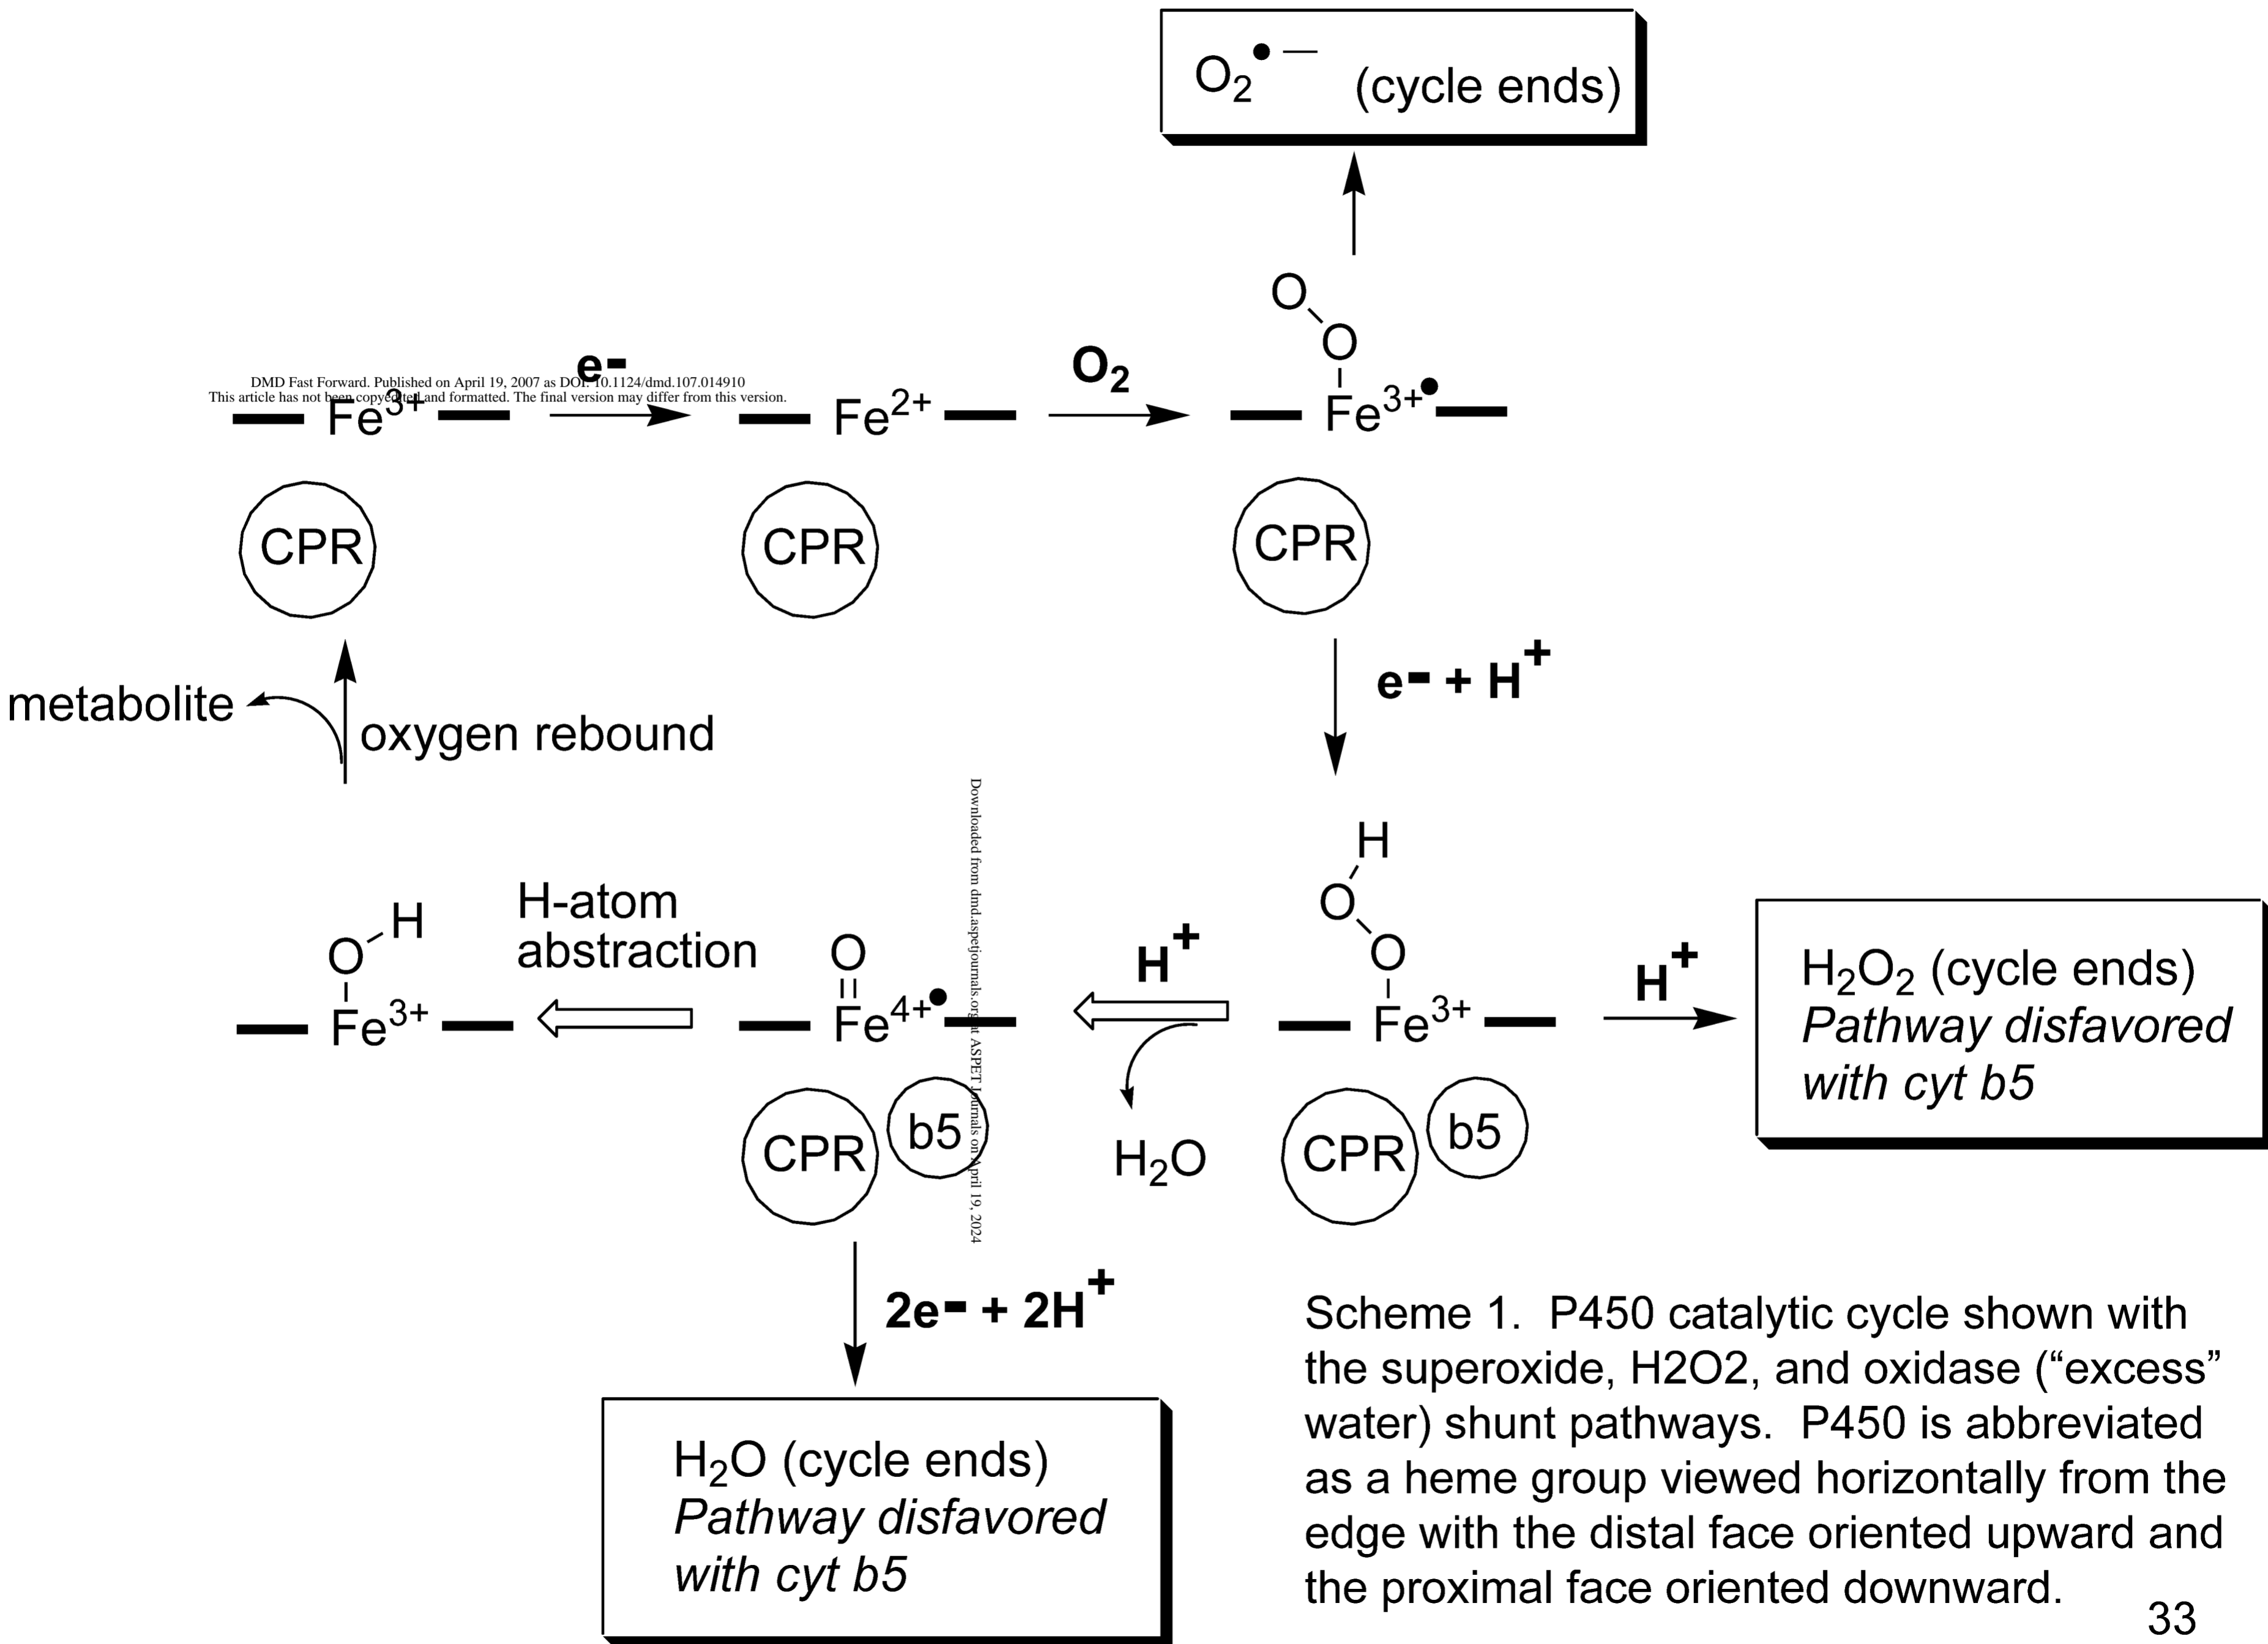 O2•— (cycle ends)
O
O
DMD Fast Forward. Published on April 19, 2007 as DOI: 10.1124/dmd.107.014910
This article has not been copyedited and formatted. The final version may differ from this version.
e-
O2
Fe3+
Fe2+
Fe3+•
CPR
CPR
CPR
e- + H+
metabolite
oxygen rebound
Downloaded from dmd.aspetjournals.org at ASPET Journals on April 19, 2024
H
O
O
Fe3+
H-atom
abstraction
O
H
Fe3+
O
Fe4+•
H+
H2O
H+
H2O2 (cycle ends)
Pathway disfavored
with cyt b5
CPR
b5
CPR
b5
2e- + 2H+
H2O (cycle ends)
Pathway disfavored
with cyt b5
Scheme 1. P450 catalytic cycle shown with
the superoxide, H2O2, and oxidase (“excess”
water) shunt pathways. P450 is abbreviated
as a heme group viewed horizontally from the
edge with the distal face oriented upward and
the proximal face oriented downward.
33